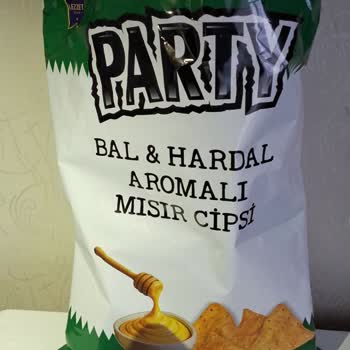 PARTY
BAL & HARDAL
AROMALI
MISIR CİPSİ